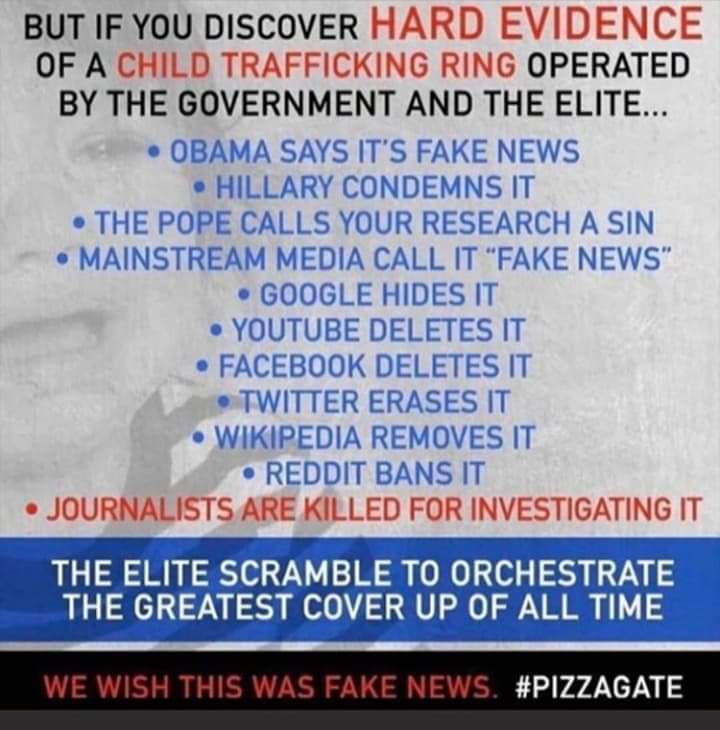 BUT IF YOU DISCOVER HARD EVIDENCE
OF A CHILD TRAFFICKING RING OPERATED
BY THE GOVERNMENT AND THE ELITE...
• OBAMA SAYS IT'S FAKE NEWS
• HILLARY CONDEMNS IT
• THE POPE CALLS YOUR RESEARCH A SIN
• MAINSTREAM MEDIA CALL IT "FAKE NEWS"
• GOOGLE HIDES IT
• YOUTUBE DELETES IT
• FACEBOOK DELETES IT
• TWITTER ERASES IT
• WIKIPEDIA REMOVES IT
• REDDIT BANS IT
• JOURNALISTS ARE KILLED FOR INVESTIGATING IT
THE ELITE SCRAMBLE TO ORCHESTRATE
THE GREATEST COVER UP OF ALL TIME
WE WISH THIS WAS FAKE NEWS. #PIZZAGATE